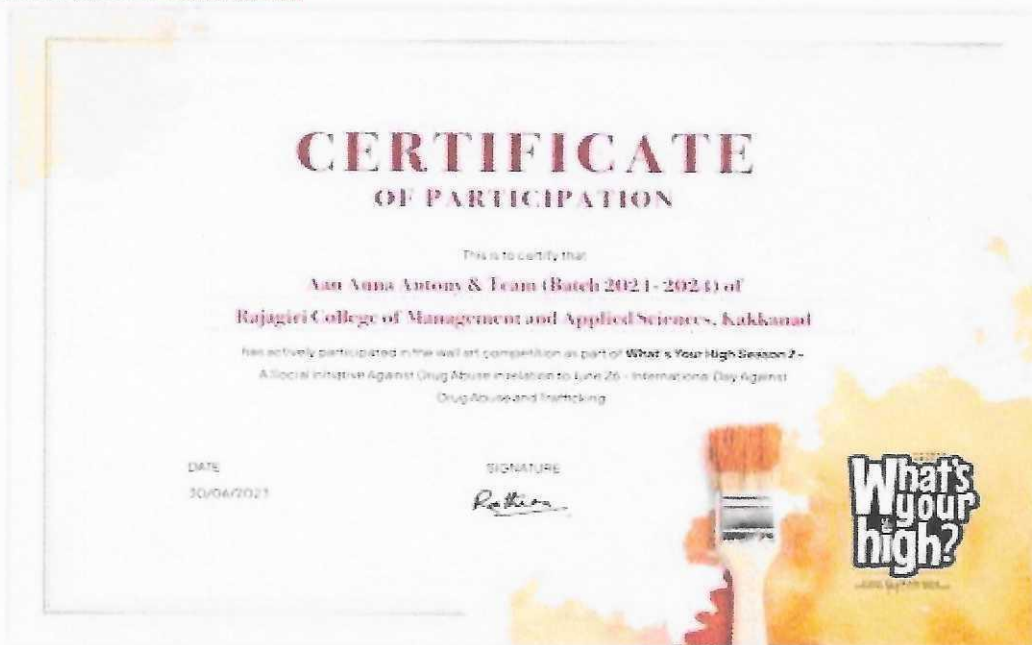 CERTIFICATE
OF PARTICIPATION
This is to certify that
Aan Anna Antony & Team (Batch 2021-2024) of
Rajagiri College of Management and Applied Sciences, Kakkanad
has actively participated in the wall art competition as part of What's Your High Season 2 -
A Social Initiative Against Drug Abuse in relation to June 26 - International Day Against
Drug Abuse and Trafficking
DATE
SIGNATURE
30/06/2023
What's
your
high?